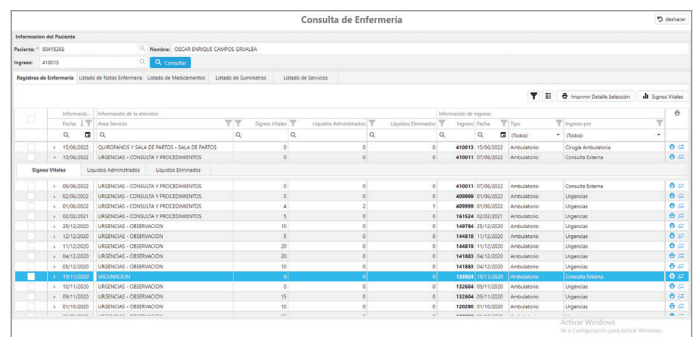 Consulta de Enfermería
deshacer
Informacion del Paciente
Paciente: * 00410266 Nombre: OSCAR ENRIQUE CAMPOS GRIJALBA
Ingreso: 410013 Consultar
Registros de Enfermería Listado de Notas Enfermería Listado de Medicamentos Listado de Suministros Listado de Servicios
Imprimir Detalle Selección Signos Vitales
Informació... Información de la atención Información de ingreso
Fecha Area Servicio Signos Vitales Líquidos Administrados Líquidos Eliminados Ingreso Fecha Tipo Ingreso por
(Todos) (Todos)
15/06/2022 QUIROFANOS Y SALA DE PARTOS - SALA DE PARTOS 0 0 0 410013 15/06/2022 Ambulatorio Cirugía Ambulatoria
10/06/2022 URGENCIAS - CONSULTA Y PROCEDIMIENTOS 0 0 0 410011 07/06/2022 Ambulatorio Consulta Externa
Signos Vitales Líquidos Administrados Líquidos Eliminados
09/06/2022 URGENCIAS - CONSULTA Y PROCEDIMIENTOS 0 0 0 410011 07/06/2022 Ambulatorio Consulta Externa
02/06/2022 URGENCIAS - CONSULTA Y PROCEDIMIENTOS 0 0 0 409999 01/06/2022 Ambulatorio Urgencias
01/06/2022 URGENCIAS - CONSULTA Y PROCEDIMIENTOS 4 2 1 409999 01/06/2022 Ambulatorio Urgencias
02/02/2021 URGENCIAS - CONSULTA Y PROCEDIMIENTOS 5 0 0 161524 02/02/2021 Ambulatorio Urgencias
25/12/2020 URGENCIAS - OBSERVACION 10 0 0 149784 25/12/2020 Ambulatorio Urgencias
12/12/2020 URGENCIAS - OBSERVACION 5 0 0 144819 11/12/2020 Ambulatorio Urgencias
11/12/2020 URGENCIAS - OBSERVACION 20 0 0 144819 11/12/2020 Ambulatorio Urgencias
04/12/2020 URGENCIAS - OBSERVACION 20 0 0 141883 04/12/2020 Ambulatorio Urgencias
05/12/2020 URGENCIAS - OBSERVACION 10 0 0 141883 04/12/2020 Ambulatorio Urgencias
19/11/2020 VACUNACION 0 0 0 135924 19/11/2020 Ambulatorio Consulta Externa
10/11/2020 URGENCIAS - OBSERVACION 0 0 0 132604 09/11/2020 Ambulatorio Urgencias
09/11/2020 URGENCIAS - OBSERVACION 15 0 0 132604 09/11/2020 Ambulatorio Urgencias
01/10/2020 URGENCIAS - OBSERVACION 10 0 0 120290 01/10/2020 Ambulatorio Urgencias
Activar Windows
Ve a Configuración para activar Windows.